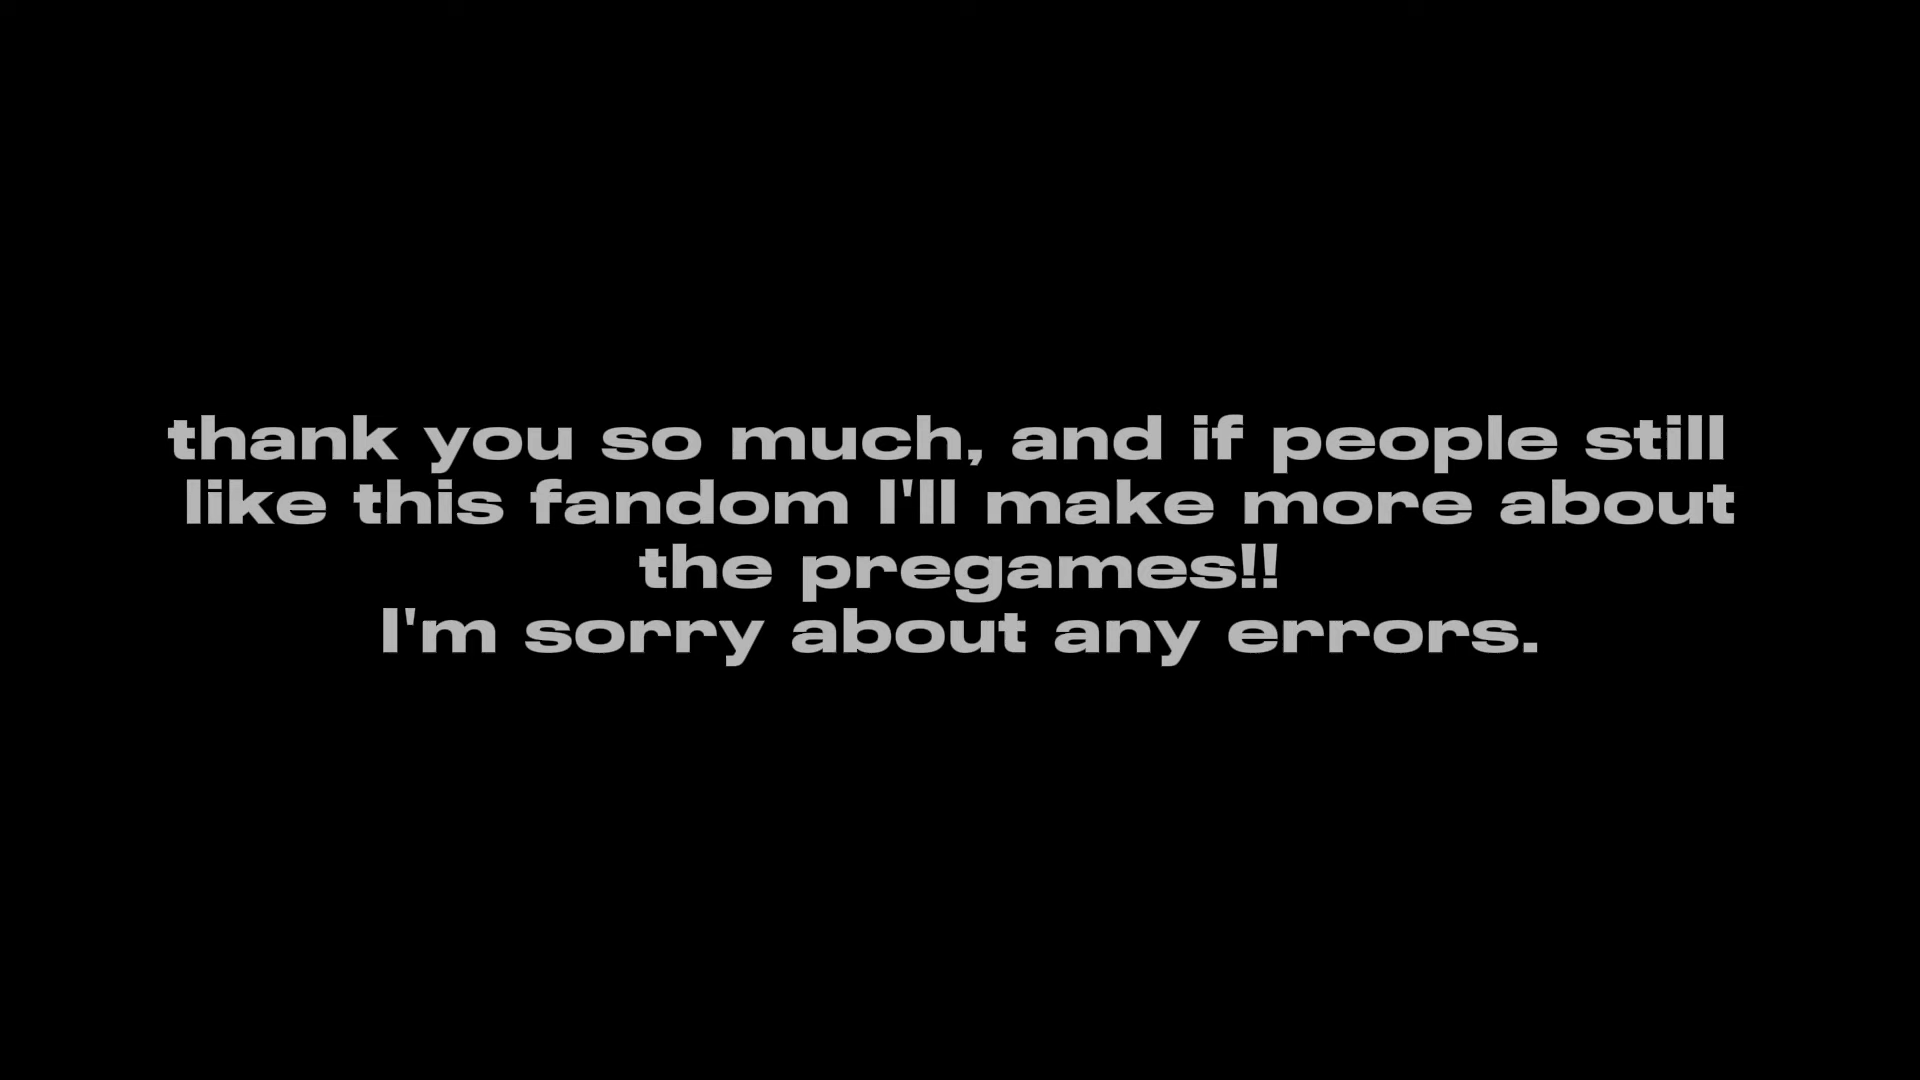 thank you so much, and if people still
like this fandom I'll make more about
the pregames!!
I'm sorry about any errors.